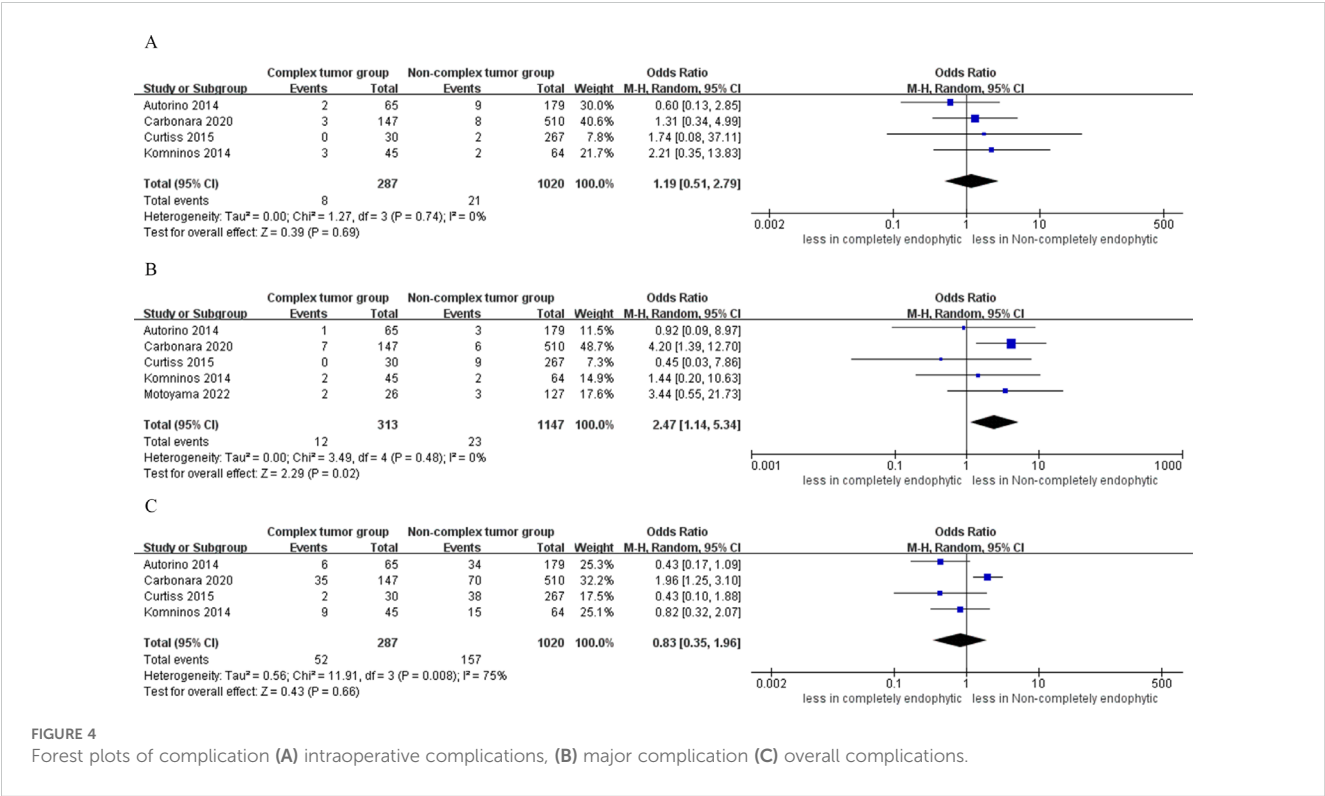 A
Complex tumor group Non-complex tumor group Odds Ratio Odds Ratio
Study or Subgroup Events Total Events Total Weight M-H, Random, 95% CI M-H, Random, 95% CI
Autorino 2014 2 65 9 179 30.0% 0.60 [0.13, 2.85]
Carbonara 2020 3 147 8 510 40.6% 1.31 [0.34, 4.99]
Curtiss 2015 0 30 2 267 7.8% 1.74 [0.08, 37.11]
Komninos 2014 3 45 2 64 21.7% 2.21 [0.35, 13.83]
Total (95% CI) 287 1020 100.0% 1.19 [0.51, 2.79]
Total events 8 21
Heterogeneity: Tau² = 0.00; Chi² = 1.27, df = 3 (P = 0.74); I² = 0%
Test for overall effect: Z = 0.39 (P = 0.69)
0.002 0.1 1 10 500
less in completely endophytic less in Non-completely endophytic
B
Complex tumor group Non-complex tumor group Odds Ratio Odds Ratio
Study or Subgroup Events Total Events Total Weight M-H, Random, 95% CI M-H, Random, 95% CI
Autorino 2014 1 65 3 179 11.5% 0.92 [0.09, 8.97]
Carbonara 2020 7 147 6 510 48.7% 4.20 [1.39, 12.70]
Curtiss 2015 0 30 9 267 7.3% 0.45 [0.03, 7.86]
Komninos 2014 2 45 2 64 14.9% 1.44 [0.20, 10.63]
Motoyama 2022 2 26 3 127 17.6% 3.44 [0.55, 21.73]
Total (95% CI) 313 1147 100.0% 2.47 [1.14, 5.34]
Total events 12 23
Heterogeneity: Tau² = 0.00; Chi² = 3.49, df = 4 (P = 0.48); I² = 0%
Test for overall effect: Z = 2.29 (P = 0.02)
0.001 0.1 1 10 1000
less in completely endophytic less in Non-completely endophytic
C
Complex tumor group Non-complex tumor group Odds Ratio Odds Ratio
Study or Subgroup Events Total Events Total Weight M-H, Random, 95% CI M-H, Random, 95% CI
Autorino 2014 6 65 34 179 25.3% 0.43 [0.17, 1.09]
Carbonara 2020 35 147 70 510 32.2% 1.96 [1.25, 3.10]
Curtiss 2015 2 30 38 267 17.5% 0.43 [0.10, 1.88]
Komninos 2014 9 45 15 64 25.1% 0.82 [0.32, 2.07]
Total (95% CI) 287 1020 100.0% 0.83 [0.35, 1.96]
Total events 52 157
Heterogeneity: Tau² = 0.56; Chi² = 11.91, df = 3 (P = 0.008); I² = 75%
Test for overall effect: Z = 0.43 (P = 0.66)
0.002 0.1 1 10 500
less in completely endophytic less in Non-completely endophytic
FIGURE 4
Forest plots of complication (A) intraoperative complications, (B) major complication (C) overall complications.